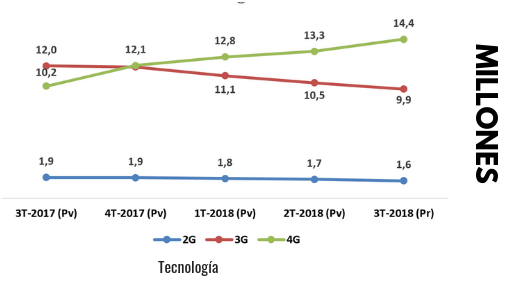 14,4
13,3
12,8
12,1
12,0
10,2
11,1
10,5
9,9
1,9 1,9 1,8 1,7 1,6
3T-2017 (Pv) 4T-2017 (Pv) 1T-2018 (Pv) 2T-2018 (Pv) 3T-2018 (Pr)
2G 3G 4G
Tecnología
MILLONES